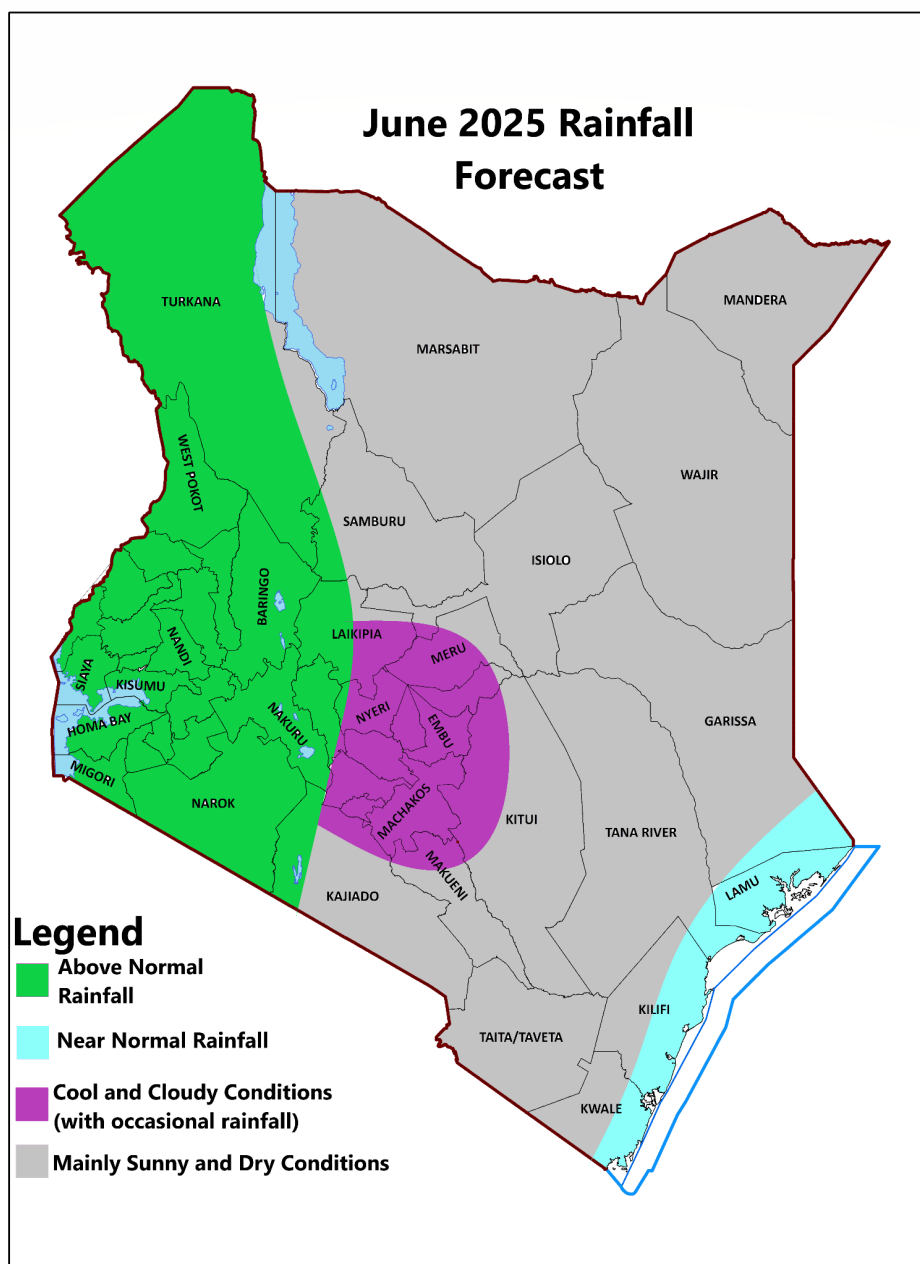 June 2025 Rainfall
Forecast
TURKANA
MANDERA
MARSABIT
WEST POKOT
WAJIR
SAMBURU
ISIOLO
BARINGO
LAIKIPIA
NANDI
MERU
SIAYA
KISUMU
NYERI
EMBU
NAKURU
GARISSA
HOMA BAY
MIGORI
NAROK
MACHAKOS
KITUI
TANA RIVER
MAKUENI
KAJIADO
LAMU
KILIFI
TAITA/TAVETA
KWALE
Legend
Above Normal
Rainfall
Near Normal Rainfall
Cool and Cloudy Conditions
(with occasional rainfall)
Mainly Sunny and Dry Conditions